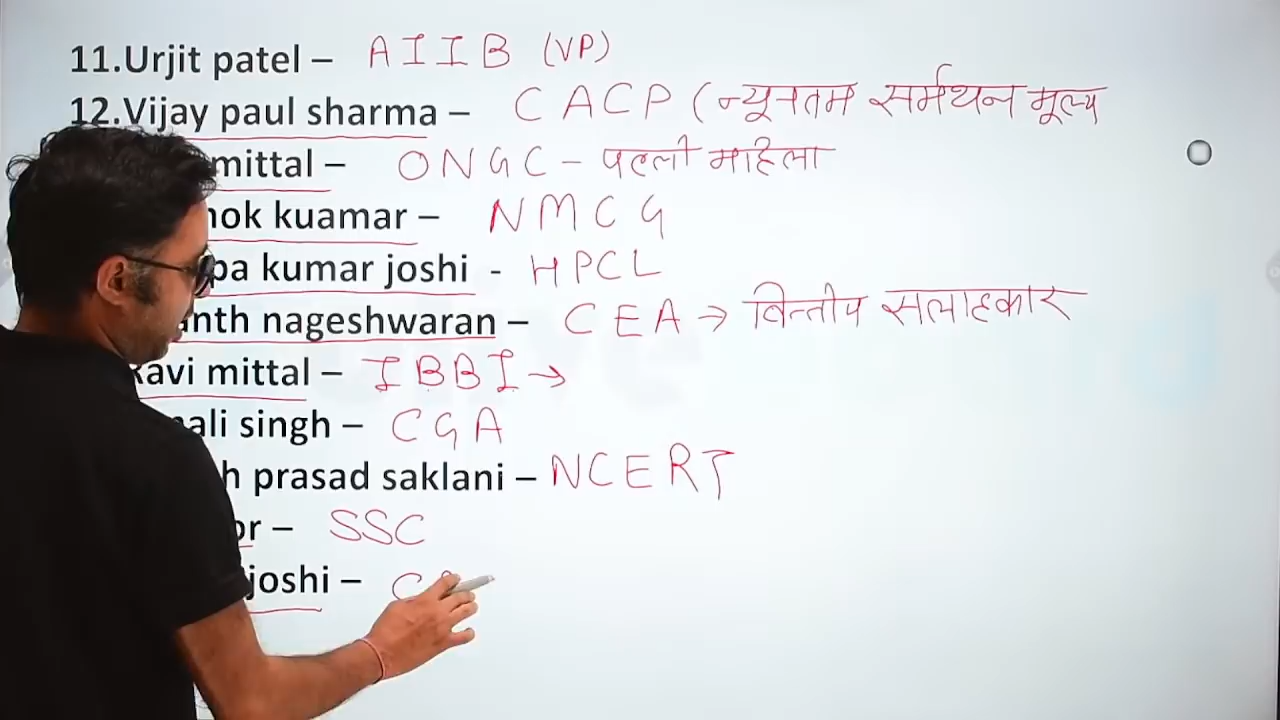 11.Urjit patel – AIIB (VP)
12.Vijay paul sharma – CACP (न्यूनतम समर्थन मूल्य
mittal – ONGC – पहली महिला
hok kuamar – NMCG
pa kumar joshi - HPCL
anth nageshwaran – CEA → वित्तीय सलाहकार
Ravi mittal – IBBI →
ali singh – CGA
h prasad saklani – NCERT
or – SSC
joshi – C